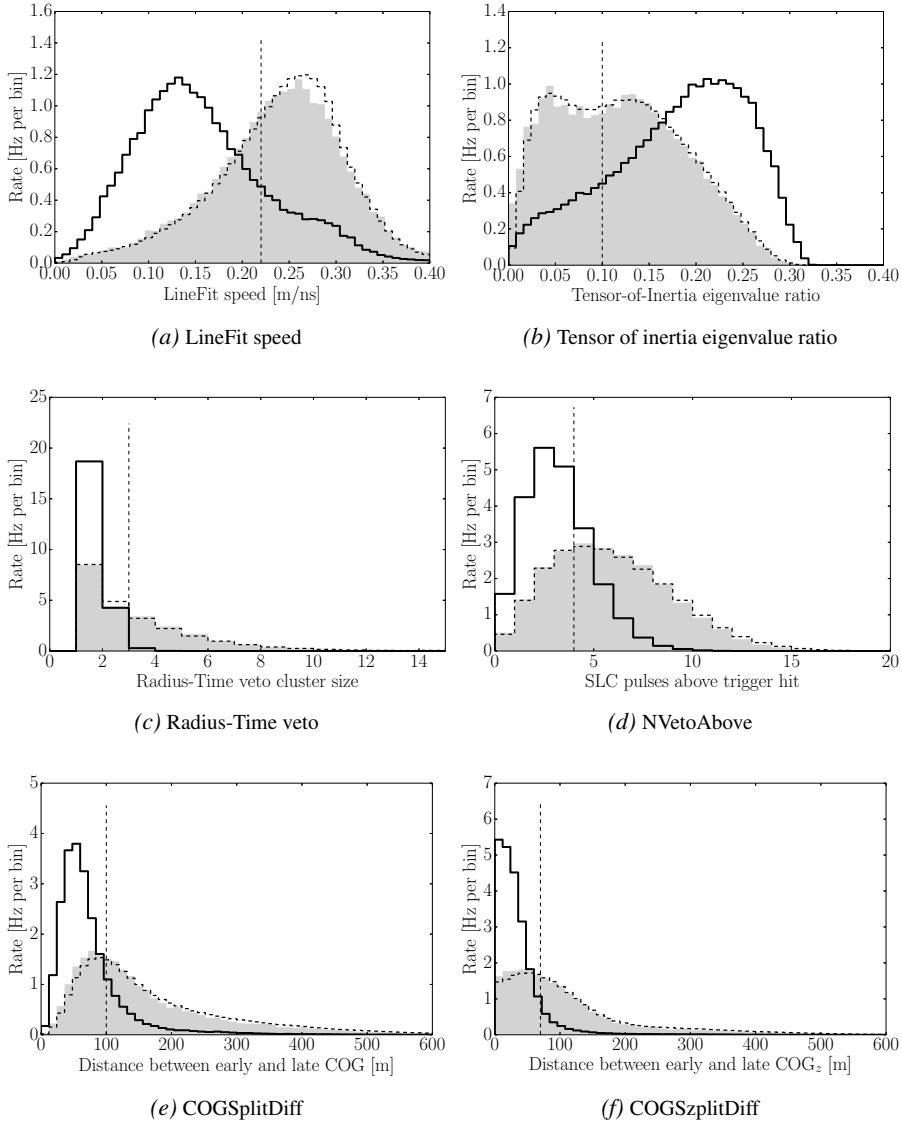 1.6
1.4
1.2
1.0
0.8
0.6
0.4
0.2
0.0
Rate [Hz per bin]
0.00 0.05 0.10 0.15 0.20 0.25 0.30 0.35 0.40
LineFit speed [m/ns]
(a) LineFit speed
1.4
1.2
1.0
0.8
0.6
0.4
0.2
0.0
Rate [Hz per bin]
0.00 0.05 0.10 0.15 0.20 0.25 0.30 0.35 0.40
Tensor-of-Inertia eigenvalue ratio
(b) Tensor of inertia eigenvalue ratio
25
20
15
10
5
0
Rate [Hz per bin]
0 2 4 6 8 10 12 14
Radius-Time veto cluster size
(c) Radius-Time veto
7
6
5
4
3
2
1
0
Rate [Hz per bin]
0 5 10 15 20
SLC pulses above trigger hit
(d) NVetoAbove
5
4
3
2
1
0
Rate [Hz per bin]
0 100 200 300 400 500 600
Distance between early and late COG [m]
(e) COGSplitDiff
7
6
5
4
3
2
1
0
Rate [Hz per bin]
0 100 200 300 400 500 600
Distance between early and late COGz [m]
(f) COGSzplitDiff